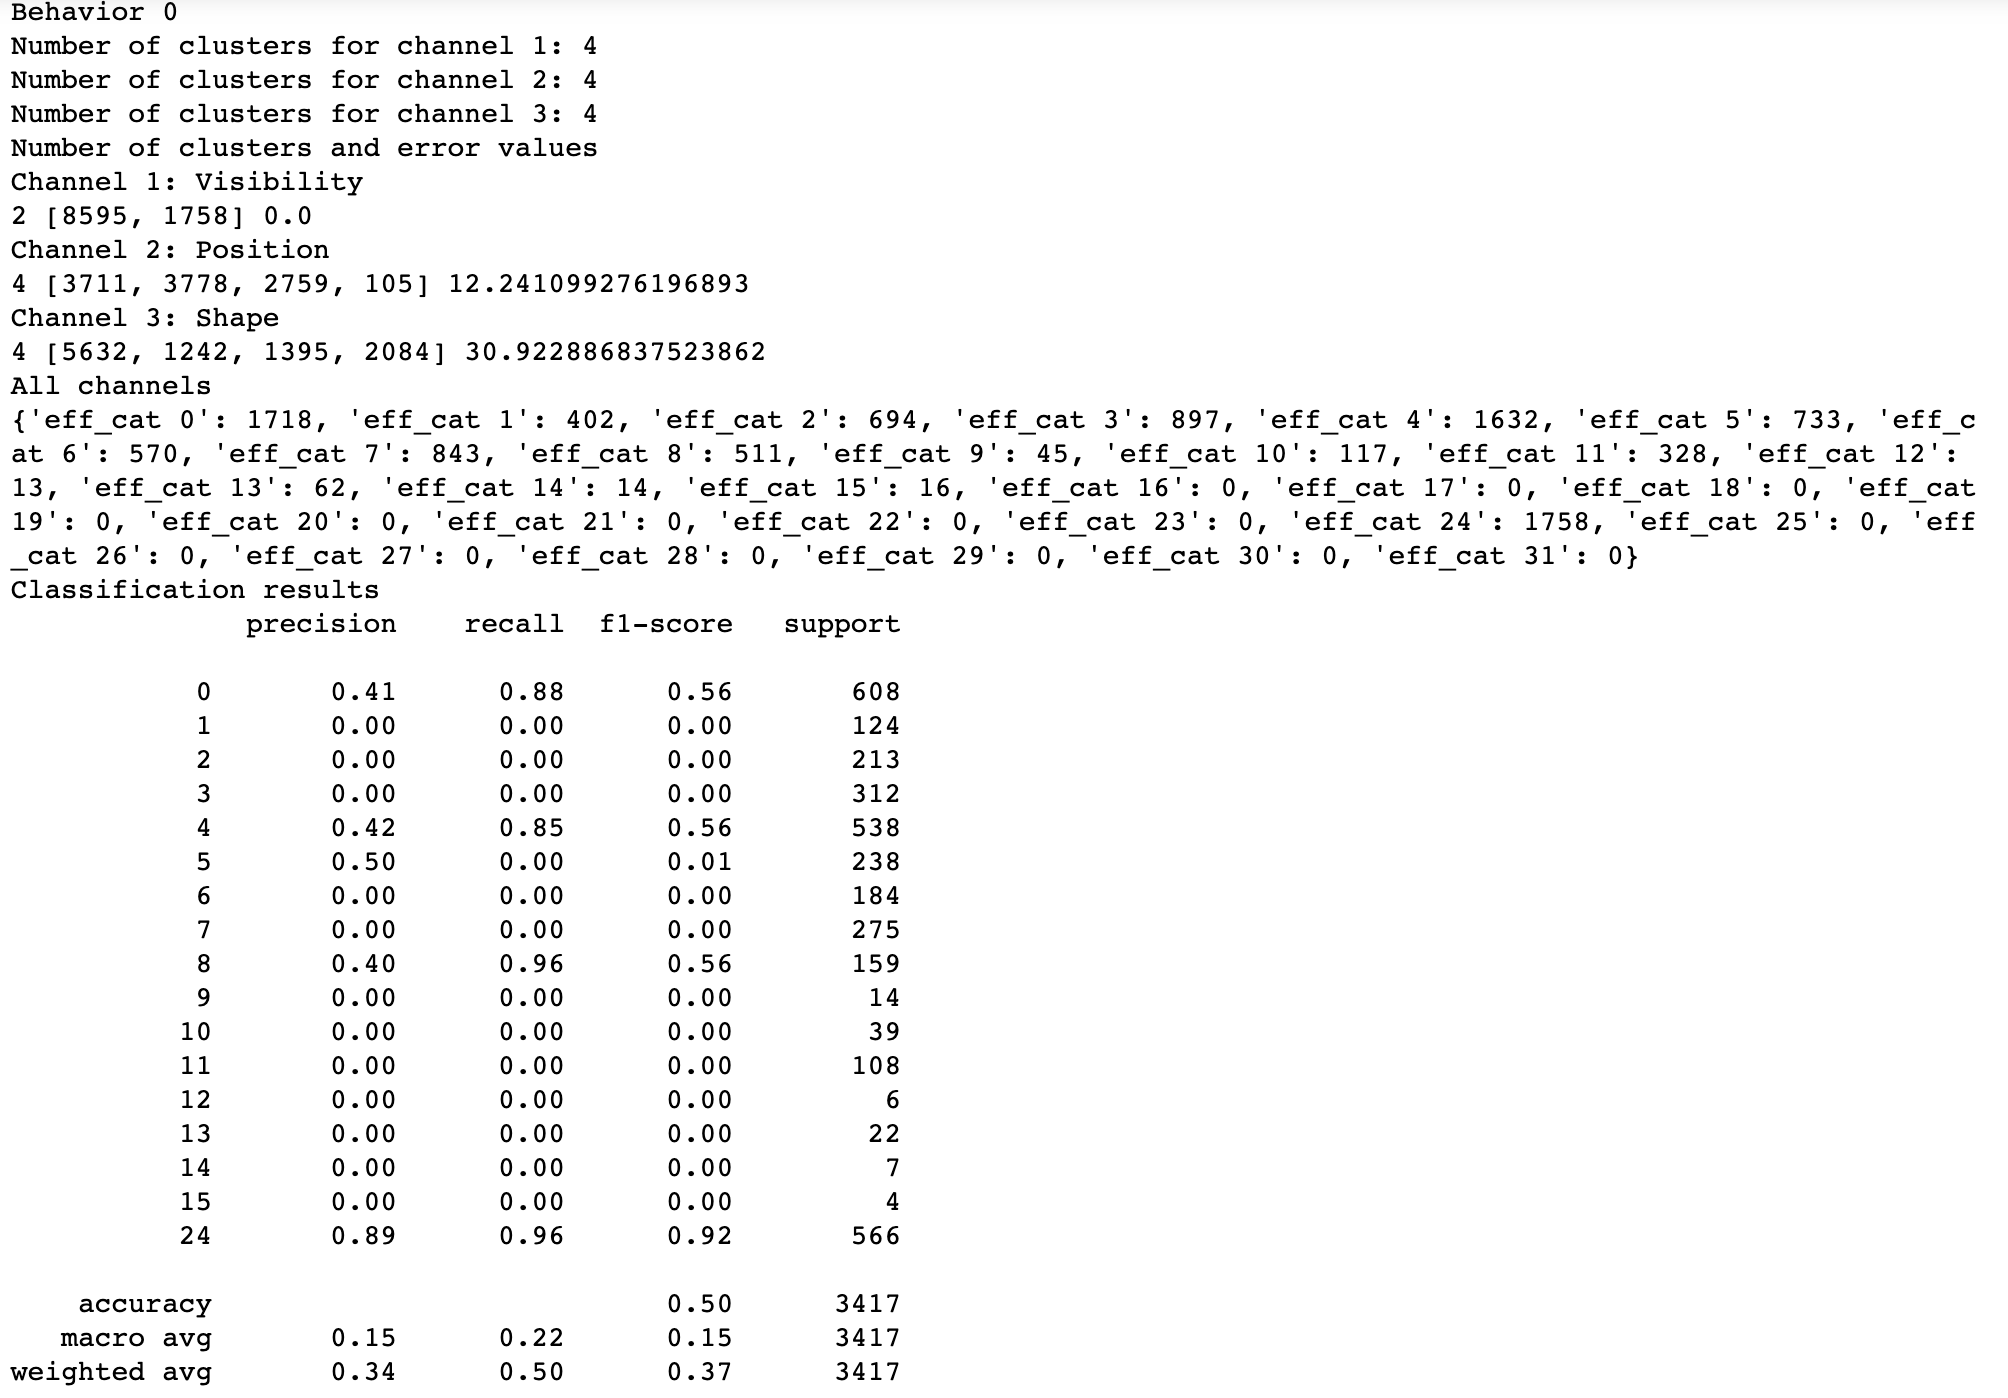 Behavior 0
Number of clusters for channel 1: 4
Number of clusters for channel 2: 4
Number of clusters for channel 3: 4
Number of clusters and error values
Channel 1: Visibility
2 [8595, 1758] 0.0
Channel 2: Position
4 [3711, 3778, 2759, 105] 12.241099276196893
Channel 3: Shape
4 [5632, 1242, 1395, 2084] 30.922886837523862
All channels
{'eff_cat 0': 1718, 'eff_cat 1': 402, 'eff_cat 2': 694, 'eff_cat 3': 897, 'eff_cat 4': 1632, 'eff_cat 5': 733, 'eff_c
at 6': 570, 'eff_cat 7': 843, 'eff_cat 8': 511, 'eff_cat 9': 45, 'eff_cat 10': 117, 'eff_cat 11': 328, 'eff_cat 12':
13, 'eff_cat 13': 62, 'eff_cat 14': 14, 'eff_cat 15': 16, 'eff_cat 16': 0, 'eff_cat 17': 0, 'eff_cat 18': 0, 'eff_cat
19': 0, 'eff_cat 20': 0, 'eff_cat 21': 0, 'eff_cat 22': 0, 'eff_cat 23': 0, 'eff_cat 24': 1758, 'eff_cat 25': 0, 'eff
_cat 26': 0, 'eff_cat 27': 0, 'eff_cat 28': 0, 'eff_cat 29': 0, 'eff_cat 30': 0, 'eff_cat 31': 0}
Classification results
precision recall f1-score support
0 0.41 0.88 0.56 608
1 0.00 0.00 0.00 124
2 0.00 0.00 0.00 213
3 0.00 0.00 0.00 312
4 0.42 0.85 0.56 538
5 0.50 0.00 0.01 238
6 0.00 0.00 0.00 184
7 0.00 0.00 0.00 275
8 0.40 0.96 0.56 159
9 0.00 0.00 0.00 14
10 0.00 0.00 0.00 39
11 0.00 0.00 0.00 108
12 0.00 0.00 0.00 6
13 0.00 0.00 0.00 22
14 0.00 0.00 0.00 7
15 0.00 0.00 0.00 4
24 0.89 0.96 0.92 566
accuracy 0.50 3417
macro avg 0.15 0.22 0.15 3417
weighted avg 0.34 0.50 0.37 3417